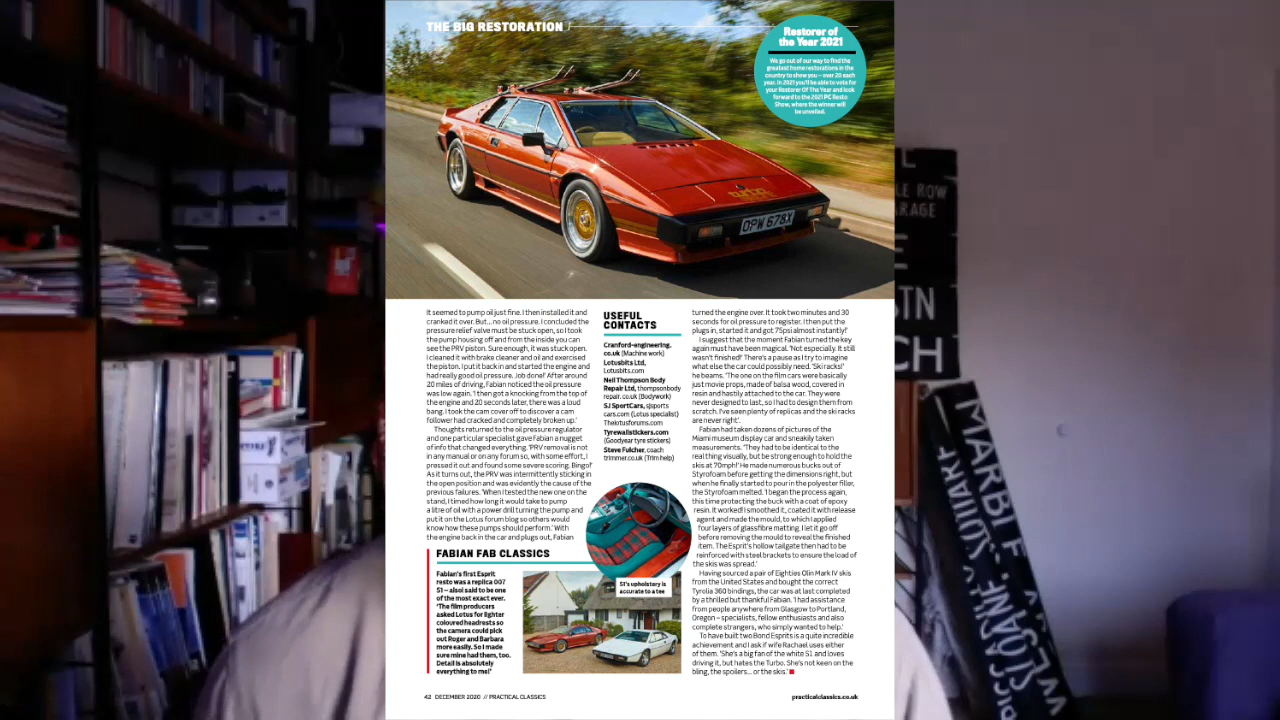 THE BIG RESTORATION
Restorer of
the Year 2021
We go out of our way to find the
greatest home restorations in the
country to show you – over 20 each
year. In 2021 you'll be able to vote for
your Restorer Of The Year and look
forward to the 2021 PC Resto
Show, where the winner will
be unveiled.
OPW 678X
It seemed to pump oil just fine. I then installed it and
cranked it over. But... no oil pressure. I concluded the
pressure relief valve must be stuck open, so I took
the pump housing off and from the inside you can
see the PRV piston. Sure enough, it was stuck open.
I cleaned it with brake cleaner and oil and exercised
the piston. I put it back in and started the engine and
had really good oil pressure. Job done!' After around
20 miles of driving, Fabian noticed the oil pressure
was low again. 'I then got a knocking from the top of
the engine and 20 seconds later, there was a loud
bang. I took the cam cover off to discover a cam
follower had cracked and completely broken up.'
Thoughts returned to the oil pressure regulator
and one particular specialist gave Fabian a nugget
of info that changed everything. 'PRV removal is not
in any manual or on any forum so, with some effort, I
pressed it out and found some severe scoring. Bingo!'
As it turns out, the PRV was intermittently sticking in
the open position and was evidently the cause of the
previous failures. 'When I tested the new one on the
stand, I timed how long it would take to pump
a litre of oil with a power drill turning the pump and
put it on the Lotus forum blog so others would
know how these pumps should perform.' 'With
the engine back in the car and plugs out, Fabian
USEFUL
CONTACTS
Cranford-engineering.
co.uk (Machine work)
Lotusbits Ltd,
Lotusbits.com
Neil Thompson Body
Repair Ltd, thompsonbody
repair. co.uk (Bodywork)
SJ SportCars, sjsports
cars.com (Lotus specialist)
Thelotusforums.com
Tyrewallstickers.com
(Goodyear tyre stickers)
Steve Fulcher, coach
trimmer.co.uk (Trim help)
turned the engine over. It took two minutes and 30
seconds for oil pressure to register. I then put the
plugs in, started it and got 75psi almost instantly!'
I suggest that the moment Fabian turned the key
again must have been magical. 'Not especially. It still
wasn't finished!' There's a pause as I try to imagine
what else the car could possibly need. 'Ski racks!'
he beams. 'The one on the film cars were basically
just movie props, made of balsa wood, covered in
resin and hastily attached to the car. They were
never designed to last, so I had to design them from
scratch. I've seen plenty of replicas and the ski racks
are never right'.
Fabian had taken dozens of pictures of the
Miami museum display car and sneakily taken
measurements. 'They had to be identical to the
real thing visually, but be strong enough to hold the
skis at 70mph!' He made numerous bucks out of
Styrofoam before getting the dimensions right, but
when he finally started to pour in the polyester filler,
the Styrofoam melted. 'I began the process again,
this time protecting the buck with a coat of epoxy
resin. It worked! I smoothed it, coated it with release
agent and made the mould, to which I applied
four layers of glassfibre matting. I let it go off
before removing the mould to reveal the finished
item. The Esprit's hollow tailgate then had to be
reinforced with steel brackets to ensure the load of
the skis was spread.'
Having sourced a pair of Eighties Olin Mark IV skis
from the United States and bought the correct
Tyrolia 360 bindings, the car was at last completed
by a thrilled but thankful Fabian. 'I had assistance
from people anywhere from Glasgow to Portland,
Oregon – specialists, fellow enthusiasts and also
complete strangers, who simply wanted to help.'
To have built two Bond Esprits is a quite incredible
achievement and I ask if wife Rachael uses either
of them. 'She's a big fan of the white S1 and loves
driving it, but hates the Turbo. She's not keen on the
bling, the spoilers... or the skis.'
FABIAN FAB CLASSICS
Fabian's first Esprit
resto was a replica 007
S1 – alsol said to be one
of the most exact ever.
'The film producers
asked Lotus for lighter
coloured headrests so
the camera could pick
out Roger and Barbara
more easily. So I made
sure mine had them, too.
Detail is absolutely
everything to me!'
S1's upholstery is
accurate to a tee
42 DECEMBER 2020 // PRACTICAL CLASSICS
practicalclassics.co.uk
LE ROW
ARAGE
TN
CH
MARBLE
SLOANE SQUARE